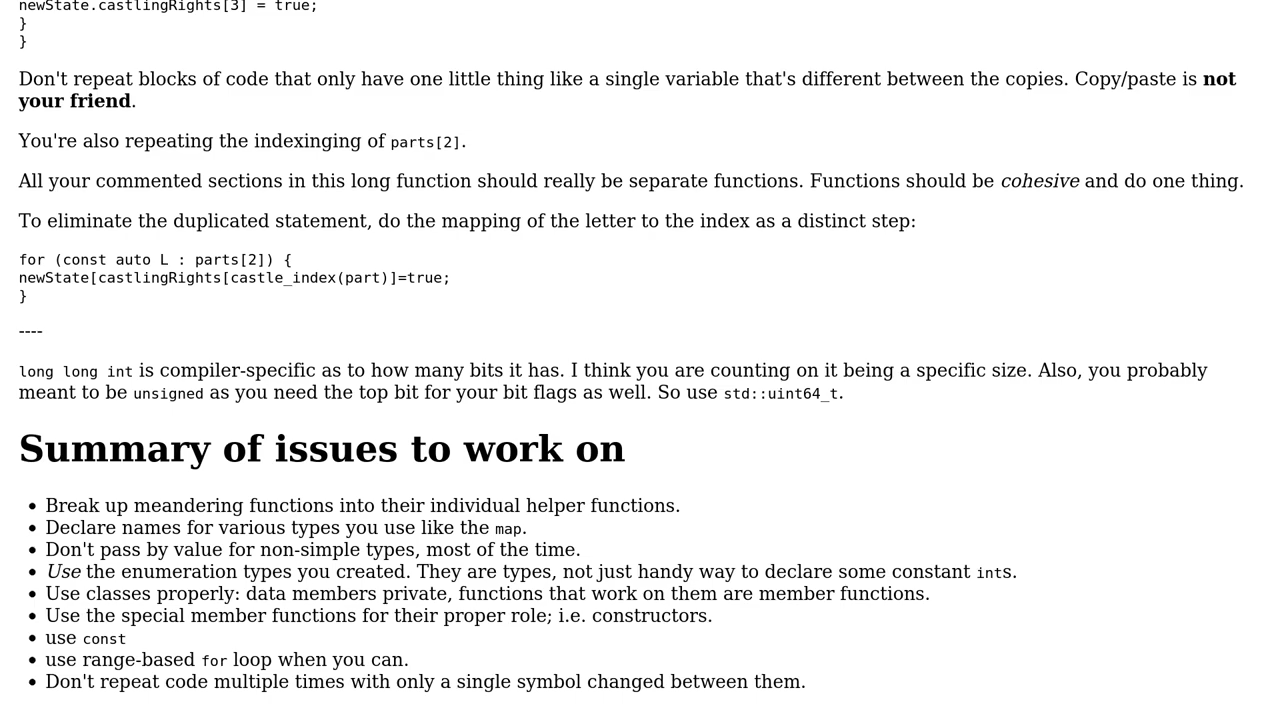 newState.castlingRights[3] = true;
}
}
Don't repeat blocks of code that only have one little thing like a single variable that's different between the copies. Copy/paste is not
your friend.
You're also repeating the indexinging of parts[2].
All your commented sections in this long function should really be separate functions. Functions should be cohesive and do one thing.
To eliminate the duplicated statement, do the mapping of the letter to the index as a distinct step:
for (const auto L : parts[2]) {
newState[castlingRights[castle_index(part)]=true;
}
----
long long int is compiler-specific as to how many bits it has. I think you are counting on it being a specific size. Also, you probably
meant to be unsigned as you need the top bit for your bit flags as well. So use std::uint64_t.
Summary of issues to work on
• Break up meandering functions into their individual helper functions.
• Declare names for various types you use like the map.
• Don't pass by value for non-simple types, most of the time.
• Use the enumeration types you created. They are types, not just handy way to declare some constant ints.
• Use classes properly: data members private, functions that work on them are member functions.
• Use the special member functions for their proper role; i.e. constructors.
• use const
• use range-based for loop when you can.
• Don't repeat code multiple times with only a single symbol changed between them.